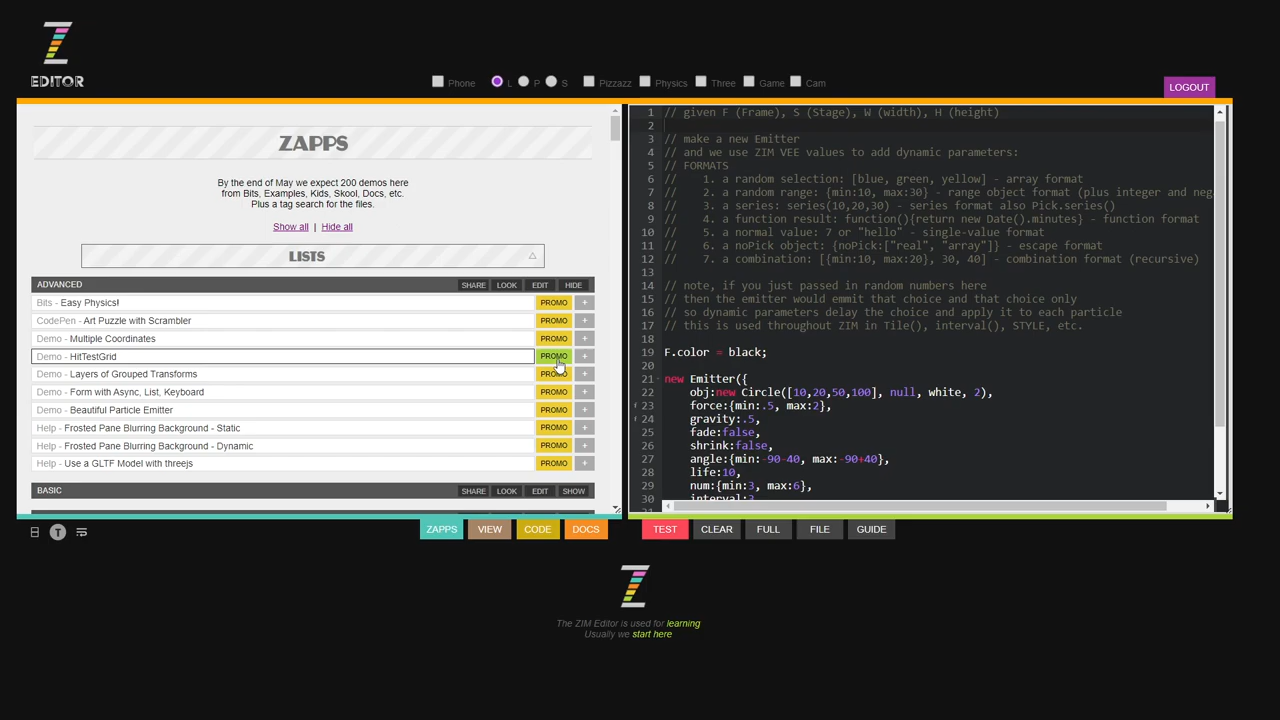 EDITOR
Phone L P S Pizzazz Physics Three Game Cam
LOGOUT
ZAPPS
By the end of May we expect 200 demos here
from Bits, Examples, Kids, Skool, Docs, etc.
Plus a tag search for the files.
Show all | Hide all
LISTS
ADVANCED SHARE LOOK EDIT HIDE
Bits - Easy Physics! PROMO +
CodePen - Art Puzzle with Scrambler PROMO +
Demo - Multiple Coordinates PROMO +
Demo - HitTestGrid PROMO +
Demo - Layers of Grouped Transforms PROMO +
Demo - Form with Async, List, Keyboard PROMO +
Demo - Beautiful Particle Emitter PROMO +
Help - Frosted Pane Blurring Background - Static PROMO +
Help - Frosted Pane Blurring Background - Dynamic PROMO +
Help - Use a GLTF Model with threejs PROMO +
BASIC SHARE LOOK EDIT SHOW
1 // given F (Frame), S (Stage), W (width), H (height)
2
3 // make a new Emitter
4 // and we use ZIM VEE values to add dynamic parameters:
5 // FORMATS
6 // 1. a random selection: [blue, green, yellow] - array format
7 // 2. a random range: {min:10, max:30} - range object format (plus integer and neg
8 // 3. a series: series(10,20,30) - series format also Pick.series()
9 // 4. a function result: function(){return new Date().minutes} - function format
10 // 5. a normal value: 7 or "hello" - single-value format
11 // 6. a noPick object: {noPick:["real", "array"]} - escape format
12 // 7. a combination: [{min:10, max:20}, 30, 40] - combination format (recursive)
13
14 // note, if you just passed in random numbers here
15 // then the emitter would emmit that choice and that choice only
16 // so dynamic parameters delay the choice and apply it to each particle
17 // this is used throughout ZIM in Tile(), interval(), STYLE, etc.
18
19 F.color = black;
20
21 new Emitter({
22 obj:new Circle([10,20,50,100], null, white, 2),
23 force:{min:.5, max:2},
24 gravity:.5,
25 fade:false,
26 shrink:false,
27 angle:{min:-90-40, max:-90+40},
28 life:10,
29 num:{min:3, max:6},
30 interval:3
31
T
ZAPPS VIEW CODE DOCS
TEST CLEAR FULL FILE GUIDE
The ZIM Editor is used for learning
Usually we start here